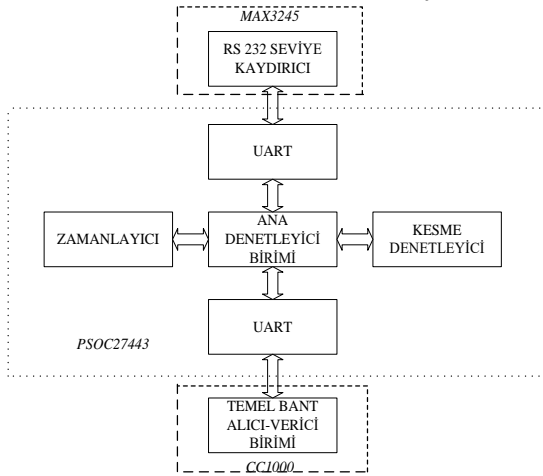 MAX3245
RS 232 SEVİYE
KAYDIRICI
UART
ZAMANLAYICI
ANA
DENETLEYİCİ
BİRİMİ
KESME
DENETLEYİCİ
UART
PSOC27443
TEMEL BANT
ALICI-VERİCİ
BİRİMİ
CC1000